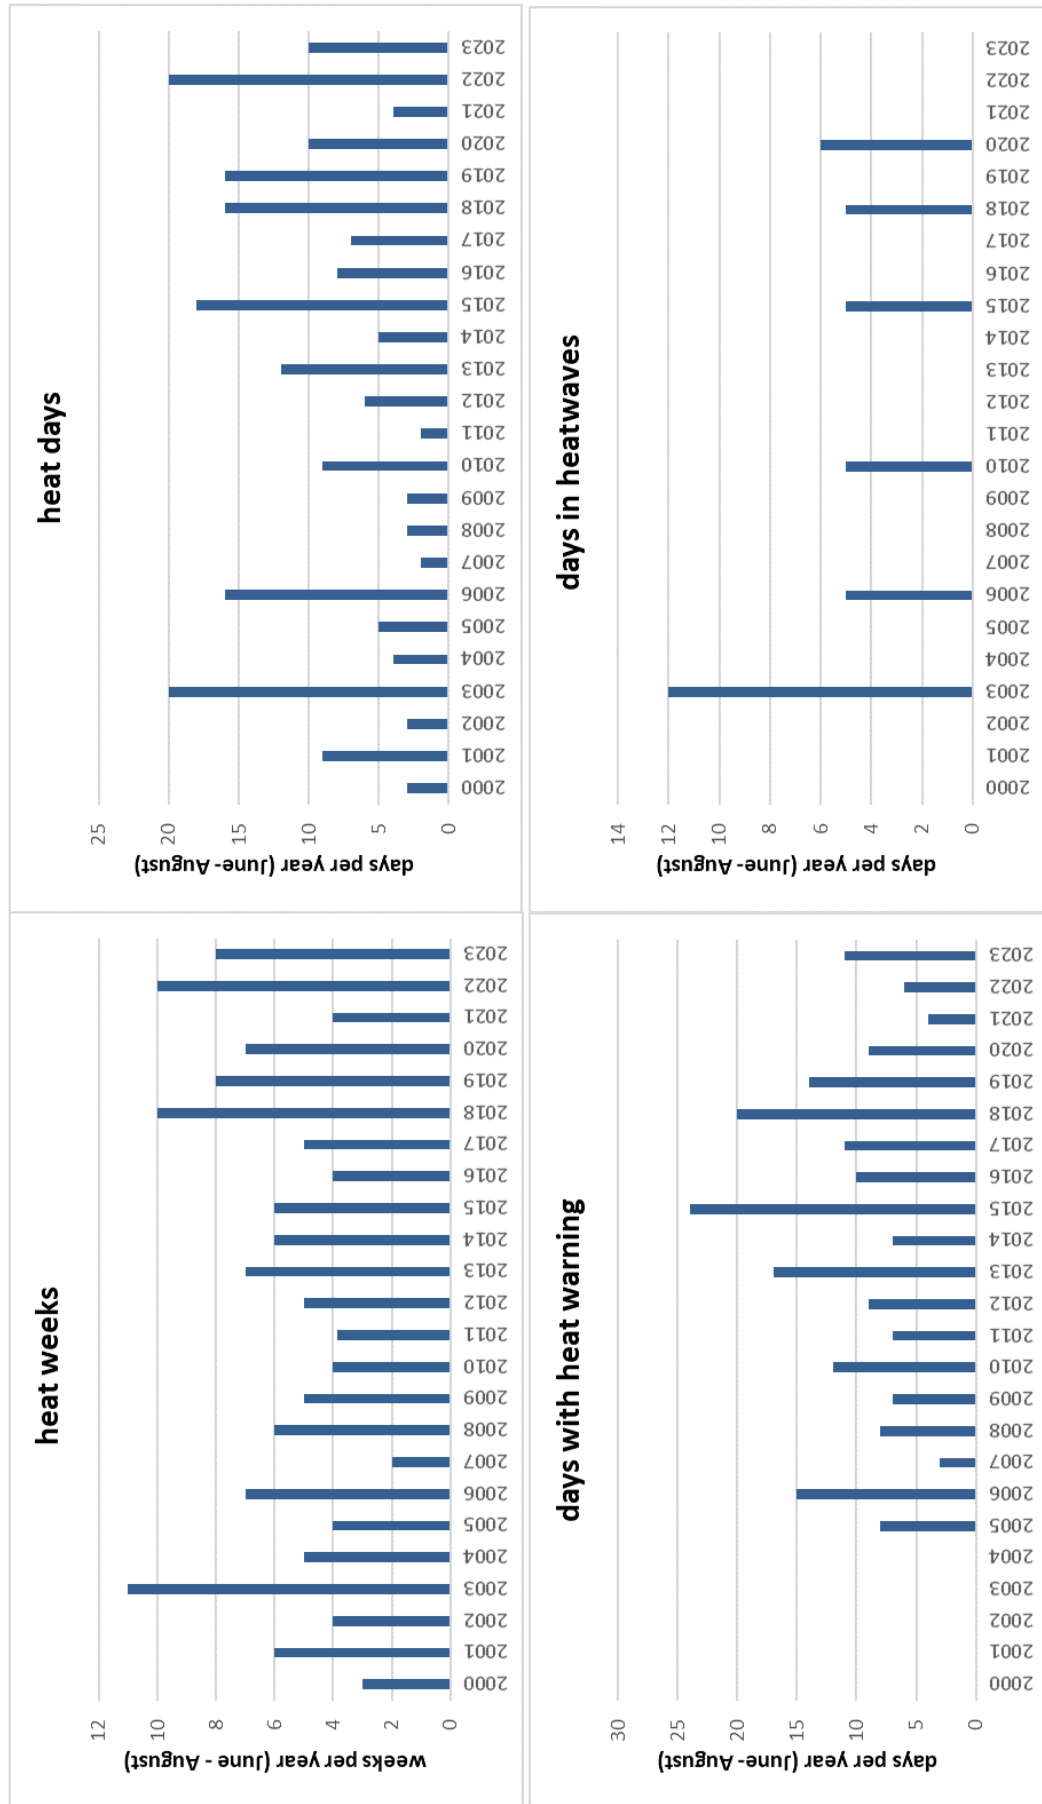 heat weeks
weeks per year (June - August)
12
10
8
6
4
2
0
2000 2001 2002 2003 2004 2005 2006 2007 2008 2009 2010 2011 2012 2013 2014 2015 2016 2017 2018 2019 2020 2021 2022 2023
heat days
days per year (June -August)
25
20
15
10
5
0
2000 2001 2002 2003 2004 2005 2006 2007 2008 2009 2010 2011 2012 2013 2014 2015 2016 2017 2018 2019 2020 2021 2022 2023
days with heat warning
days per year (June -August)
30
25
20
15
10
5
0
2000 2001 2002 2003 2004 2005 2006 2007 2008 2009 2010 2011 2012 2013 2014 2015 2016 2017 2018 2019 2020 2021 2022 2023
days in heatwaves
days per year (June -August)
14
12
10
8
6
4
2
0
2000 2001 2002 2003 2004 2005 2006 2007 2008 2009 2010 2011 2012 2013 2014 2015 2016 2017 2018 2019 2020 2021 2022 2023